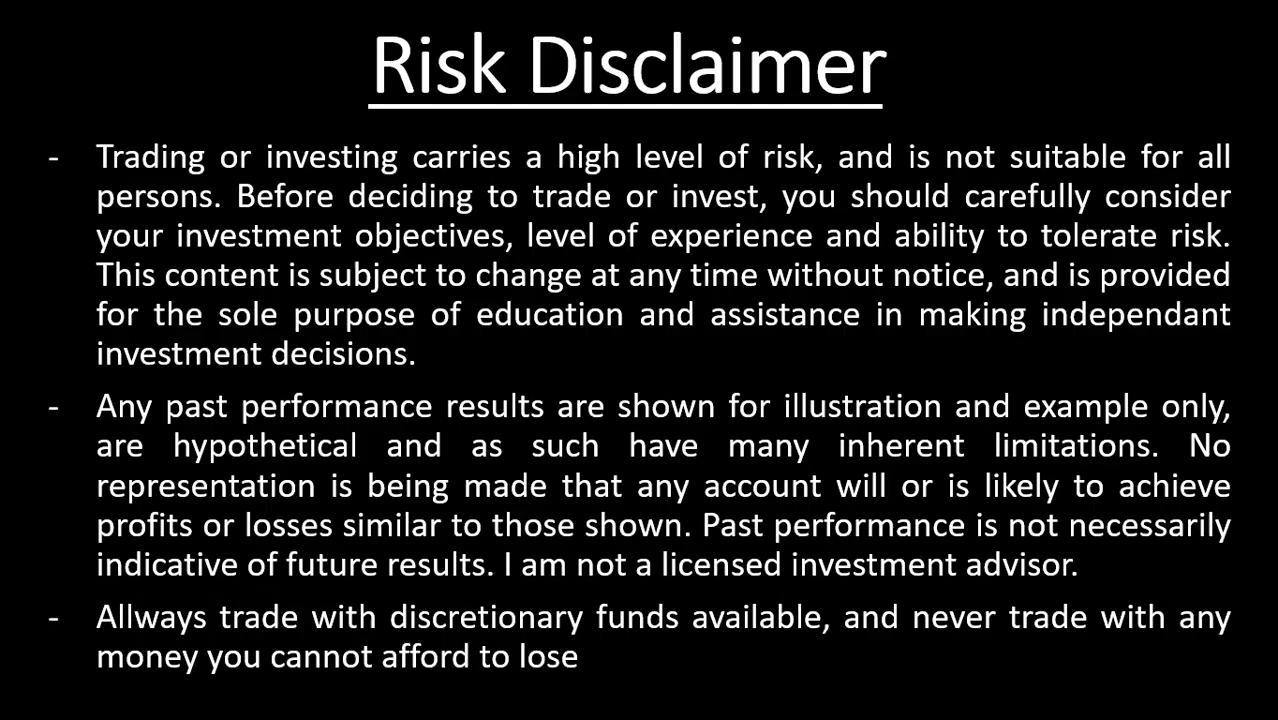 Risk Disclaimer
- Trading or investing carries a high level of risk, and is not suitable for all
persons. Before deciding to trade or invest, you should carefully consider
your investment objectives, level of experience and ability to tolerate risk.
This content is subject to change at any time without notice, and is provided
for the sole purpose of education and assistance in making independant
investment decisions.
- Any past performance results are shown for illustration and example only,
are hypothetical and as such have many inherent limitations. No
representation is being made that any account will or is likely to achieve
profits or losses similar to those shown. Past performance is not necessarily
indicative of future results. I am not a licensed investment advisor.
- Allways trade with discretionary funds available, and never trade with any
money you cannot afford to lose